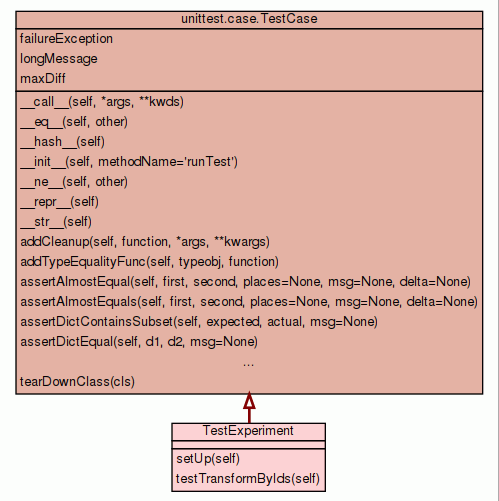 unittest.case.TestCase
failureException
longMessage
maxDiff
__call__(self, *args, **kwds)
__eq__(self, other)
__hash__(self)
__init__(self, methodName='runTest')
__ne__(self, other)
__repr__(self)
__str__(self)
addCleanup(self, function, *args, **kwargs)
addTypeEqualityFunc(self, typeobj, function)
assertAlmostEqual(self, first, second, places=None, msg=None, delta=None)
assertAlmostEquals(self, first, second, places=None, msg=None, delta=None)
assertDictContainsSubset(self, expected, actual, msg=None)
assertDictEqual(self, d1, d2, msg=None)
...
tearDownClass(cls)
TestExperiment
setUp(self)
testTransformByIds(self)